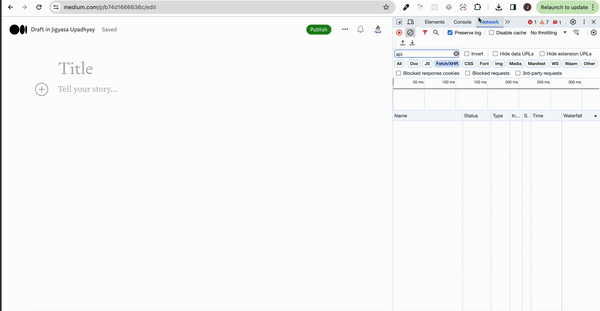 medium.com/p/b74d1666636c/edit
Relaunch to update
Draft in Jigyasa Upadhyay Saved
Publish
Title
Tell your story...
Elements Console Network
1 7 1
Preserve log Disable cache No throttling
api
Invert Hide data URLs Hide extension URLs
All Doc JS Fetch/XHR CSS Font Img Media Manifest WS Wasm Other
Blocked response cookies Blocked requests 3rd-party requests
50 ms 100 ms 150 ms 200 ms 250 ms 300 ms
Name Status Type In... S. Time Waterfall